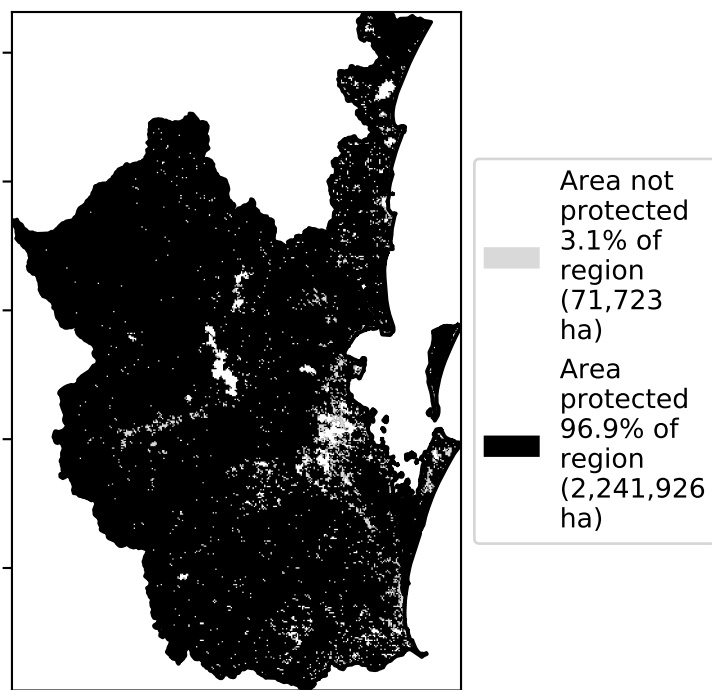 Area not
protected
3.1% of
region
(71,723
ha)
Area
protected
96.9% of
region
(2,241,926
ha)